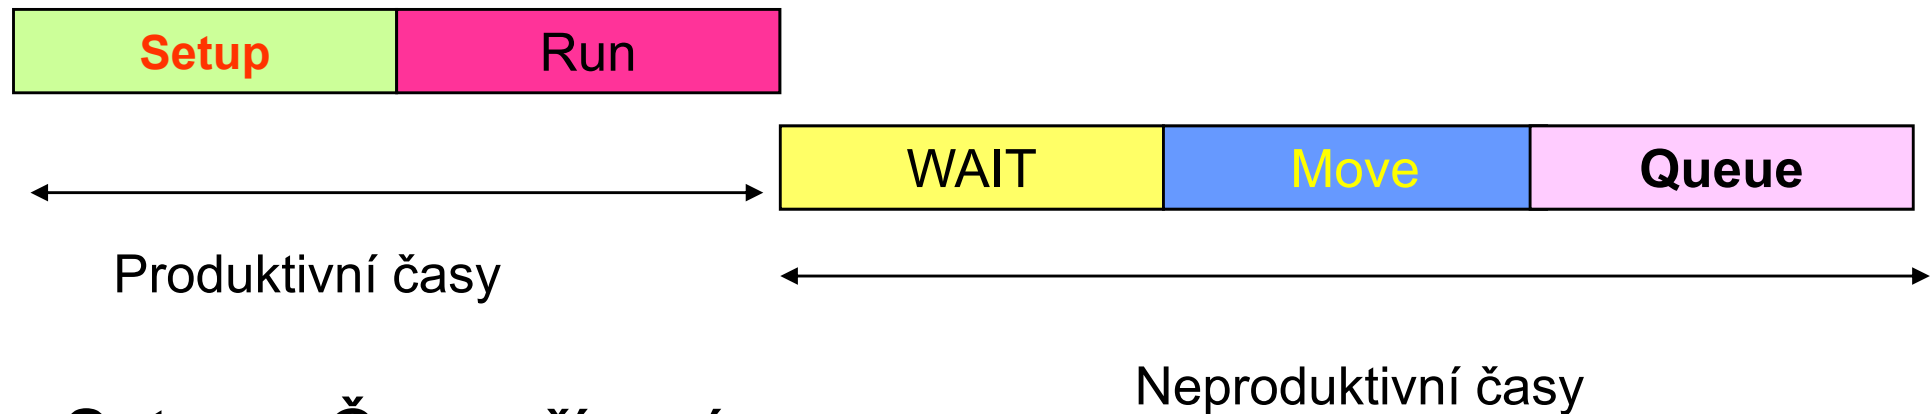 Setup Run
WAIT Move Queue
Produktivní časy
Neproduktivní časy